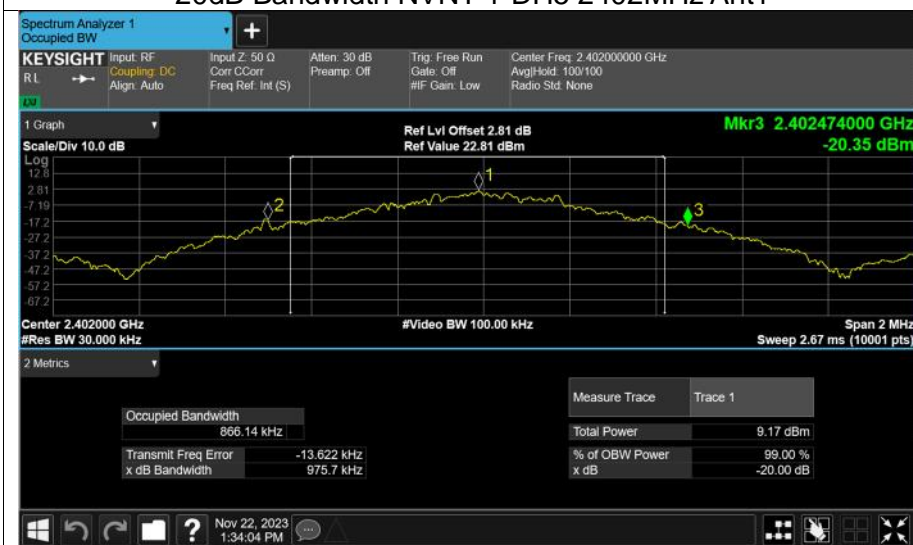 20dB Bandwidth NVNT 1-DH5 2402MHz Ant1
Spectrum Analyzer 1
Occupied BW
+
KEYSIGHT
Input: RF
Input Z: 50 Ω
Atten: 30 dB
Trig: Free Run
Center Freq: 2.402000000 GHz
R L
Coupling: DC
Corr CCorr
Preamp: Off
Gate: Off
Avg|Hold: 100/100
Align: Auto
Freq Ref: Int (S)
#IF Gain: Low
Radio Std: None
LXI
1 Graph
Ref Lvl Offset 2.81 dB
Mkr3 2.402474000 GHz
Scale/Div 10.0 dB
Ref Value 22.81 dBm
-20.35 dBm
Log
12.8
2.81
-7.19
-17.2
-27.2
-37.2
-47.2
-57.2
-67.2
1
2
3
Center 2.402000 GHz
#Video BW 100.00 kHz
Span 2 MHz
#Res BW 30.000 kHz
Sweep 2.67 ms (10001 pts)
2 Metrics
Measure Trace
Trace 1
Occupied Bandwidth
866.14 kHz
Total Power
9.17 dBm
Transmit Freq Error
-13.622 kHz
% of OBW Power
99.00 %
x dB Bandwidth
975.7 kHz
x dB
-20.00 dB
?
Nov 22, 2023
1:34:04 PM